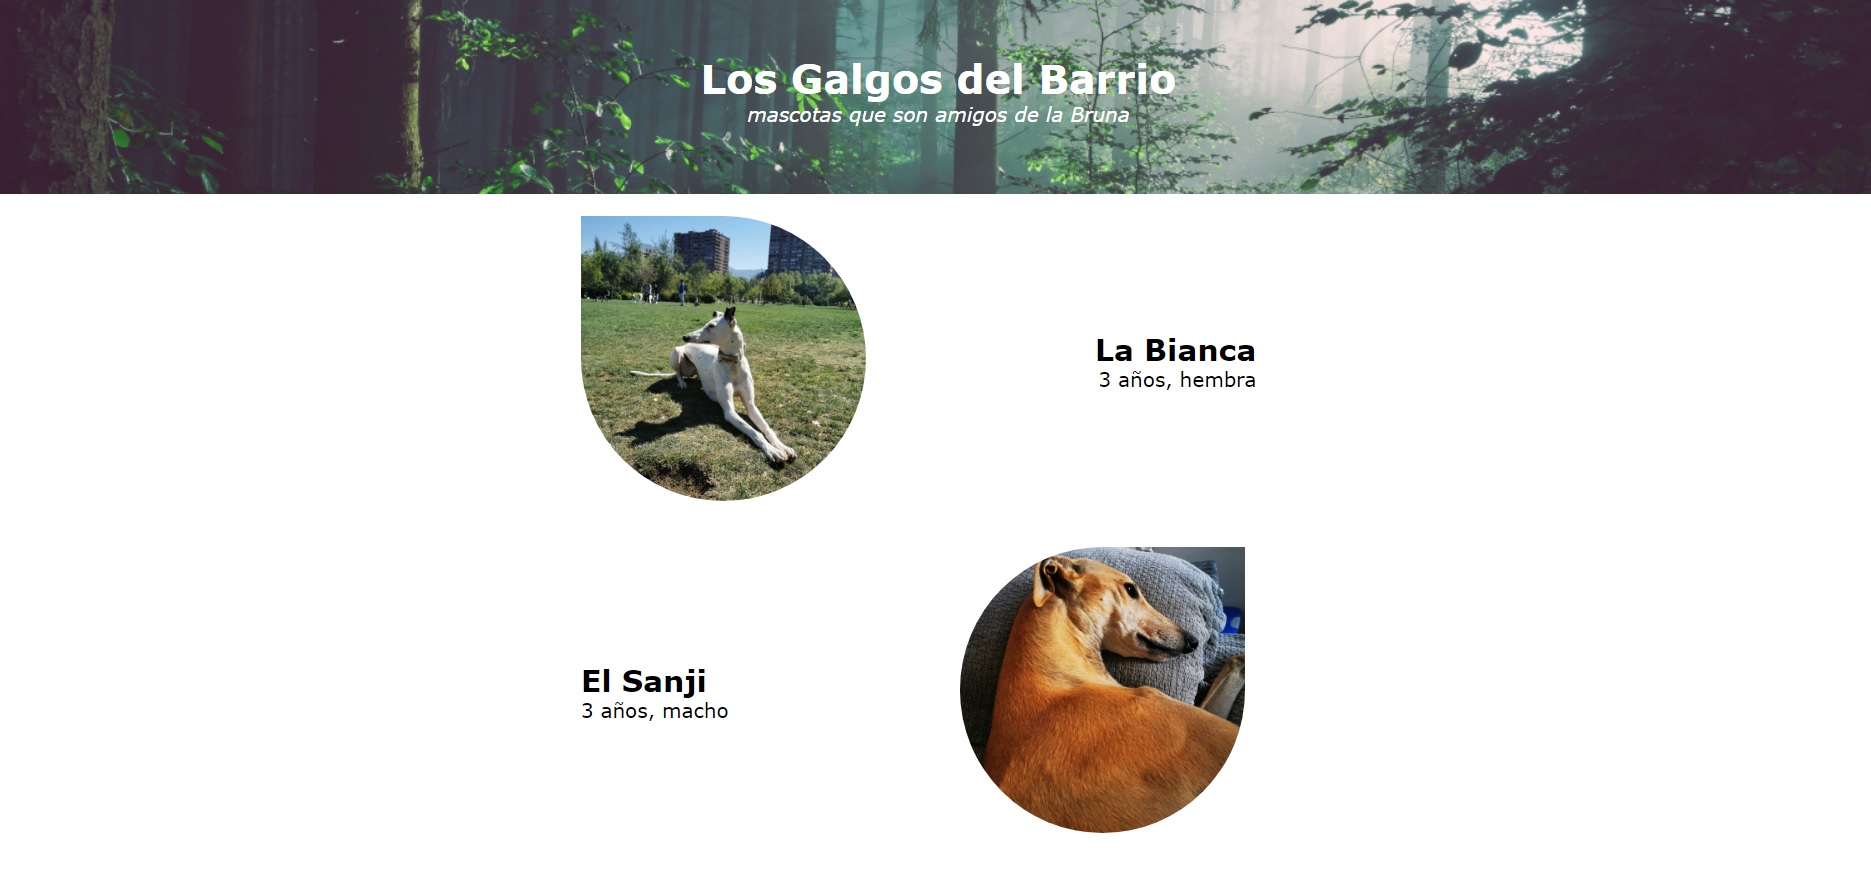 Los Galgos del Barrio
mascotas que son amigos de la Bruna
La Bianca
3 años, hembra
El Sanji
3 años, macho